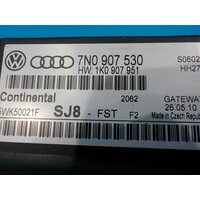 7N0 907 530
HW: 1K0 907 951
S0602
HH27
Continental
2062
GATEWAY
5WK50021F
SJ8 - FST
F2
26.05.10
Made in Czech Republ